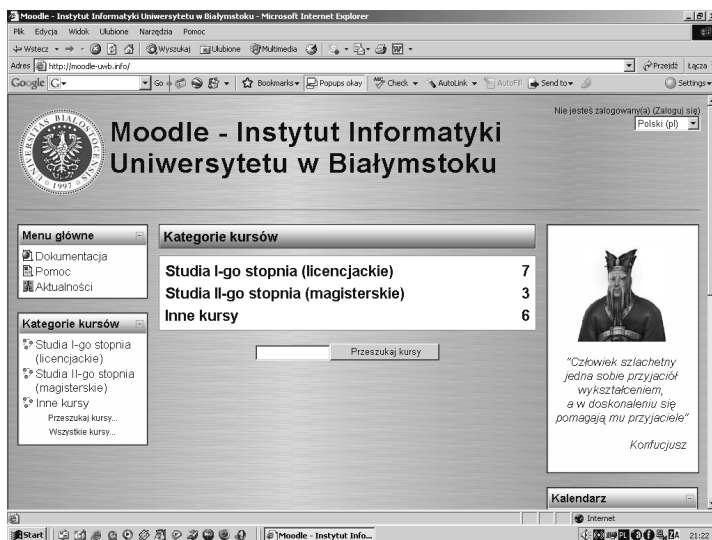 Moodle - Instytut Informatyki Uniwersytetu w Białymstoku - Microsoft Internet Explorer
Plik Edycja Widok Ulubione Narzędzia Pomoc
Wstecz Wyszukaj Ulubione Multimedia
Adres http://moodle-uwb.info/ Przejdź Łącza
Google G Go Bookmarks Popups okay Check AutoLink AutoFill Send to Settings
Nie jesteś zalogowany(a) (Zaloguj się)
Polski (pl)
UNIVERSITAS BIALOSTOCENSIS
1997
Moodle - Instytut Informatyki
Uniwersytetu w Białymstoku
Menu główne
Dokumentacja
Pomoc
Aktualności
Kategorie kursów
Studia I-go stopnia
(licencjackie)
Studia II-go stopnia
(magisterskie)
Inne kursy
Przeszukaj kursy...
Wszystkie kursy...
Kategorie kursów
Studia I-go stopnia (licencjackie) 7
Studia II-go stopnia (magisterskie) 3
Inne kursy 6
Przeszukaj kursy
"Człowiek szlachetny
jedna sobie przyjaciół
wykształceniem,
a w doskonaleniu się
pomagają mu przyjaciele"
Konfucjusz
Kalendarz
Internet
Start Moodle - Instytut Info... PL 21:22